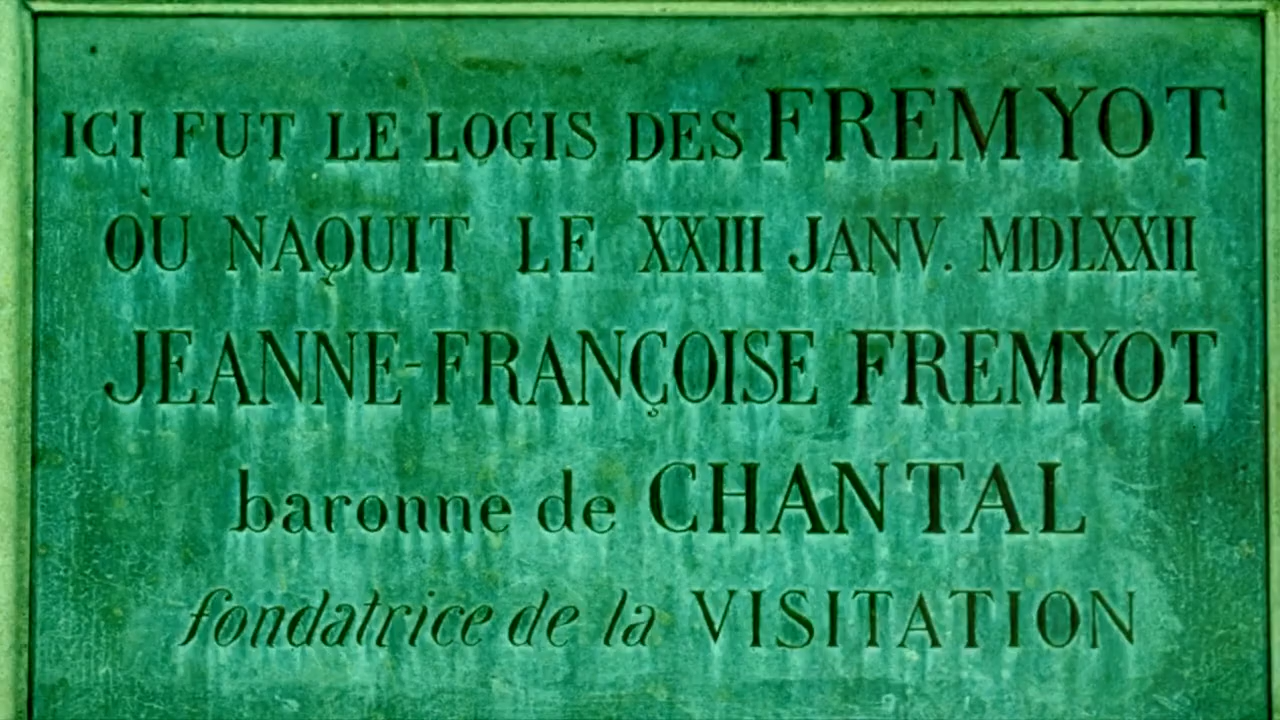 ICI FUT LE LOGIS DES FREMYOT
OÙ NAQUIT LE XXIII JANV. MDLXXII
JEANNE-FRANÇOISE FREMYOT
baronne de CHANTAL
fondatrice de la VISITATION